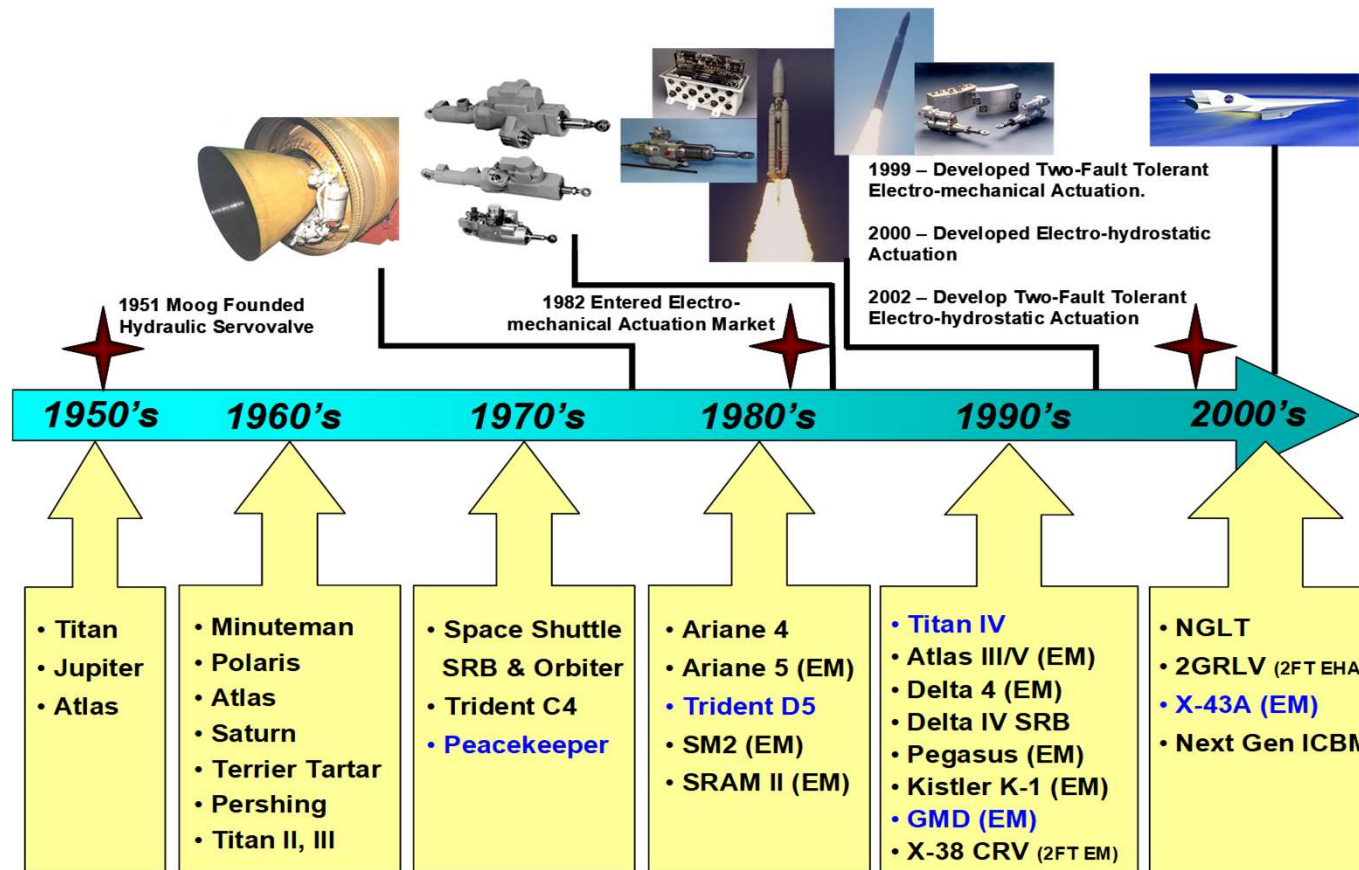 1999 – Developed Two-Fault Tolerant
Electro-mechanical Actuation.
2000 – Developed Electro-hydrostatic
Actuation
2002 – Develop Two-Fault Tolerant
Electro-hydrostatic Actuation
1951 Moog Founded
Hydraulic Servovalve
1982 Entered Electro-
mechanical Actuation Market
1950's
1960's
1970's
1980's
1990's
2000's
• Titan
• Jupiter
• Atlas
• Minuteman
• Polaris
• Atlas
• Saturn
• Terrier Tartar
• Pershing
• Titan II, III
• Space Shuttle
SRB & Orbiter
• Trident C4
• Peacekeeper
• Ariane 4
• Ariane 5 (EM)
• Trident D5
• SM2 (EM)
• SRAM II (EM)
• Titan IV
• Atlas III/V (EM)
• Delta 4 (EM)
• Delta IV SRB
• Pegasus (EM)
• Kistler K-1 (EM)
• GMD (EM)
• X-38 CRV (2FT EM)
• NGLT
• 2GRLV (2FT EHA
• X-43A (EM)
• Next Gen ICBM